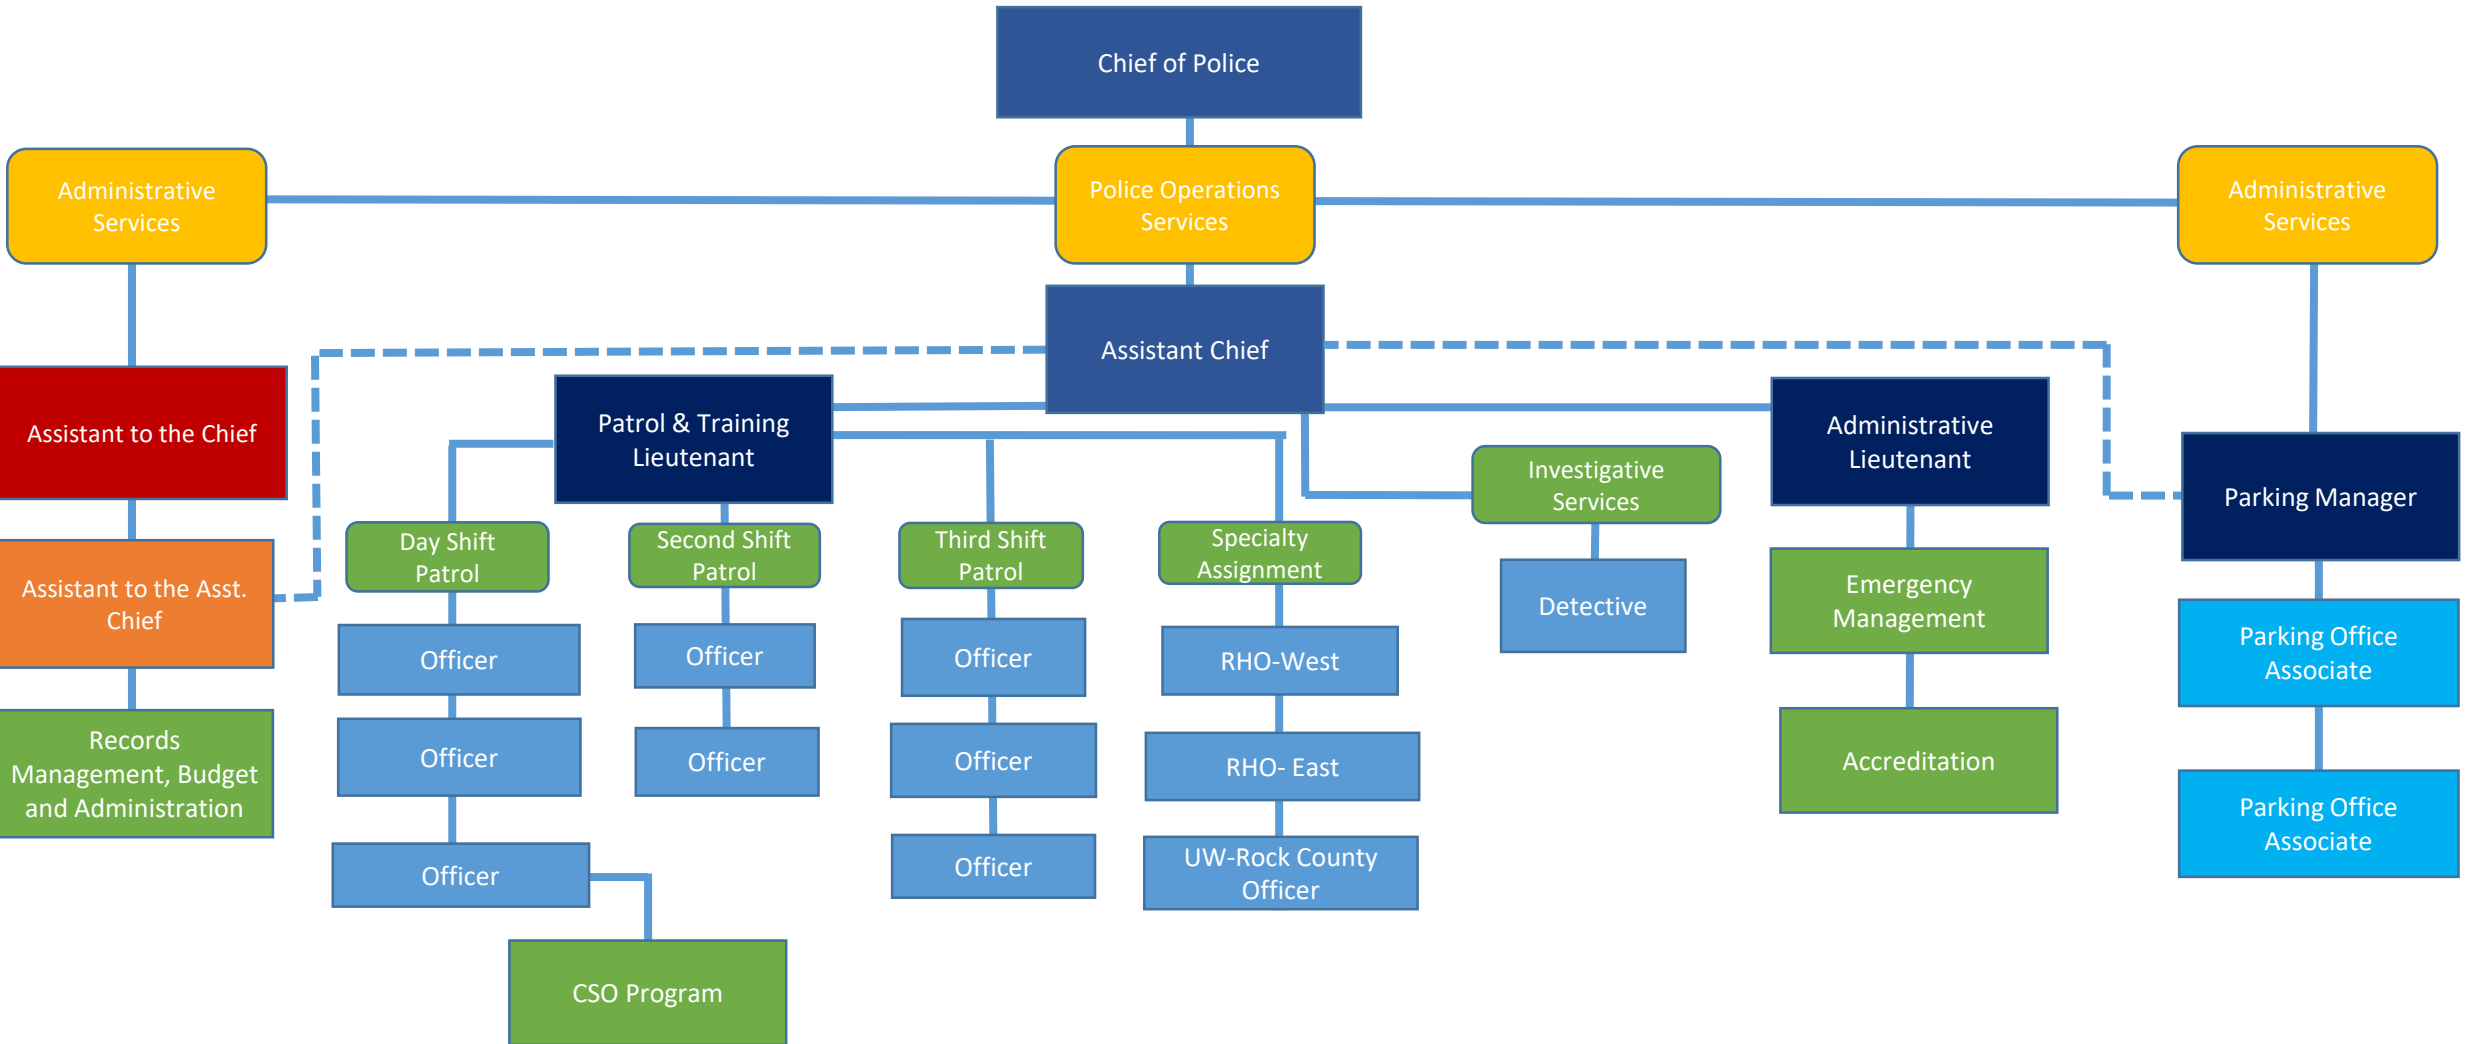 Chief of Police
Administrative
Services
Police Operations
Services
Administrative
Services
Assistant Chief
Assistant to the Chief
Patrol & Training
Lieutenant
Administrative
Lieutenant
Investigative
Services
Parking Manager
Day Shift
Patrol
Second Shift
Patrol
Third Shift
Patrol
Specialty
Assignment
Assistant to the Asst.
Chief
Detective
Emergency
Management
Officer
Officer
Officer
RHO-West
Parking Office
Associate
Records
Management, Budget
and Administration
Officer
Officer
Officer
RHO- East
Accreditation
Parking Office
Associate
Officer
Officer
UW-Rock County
Officer
CSO Program